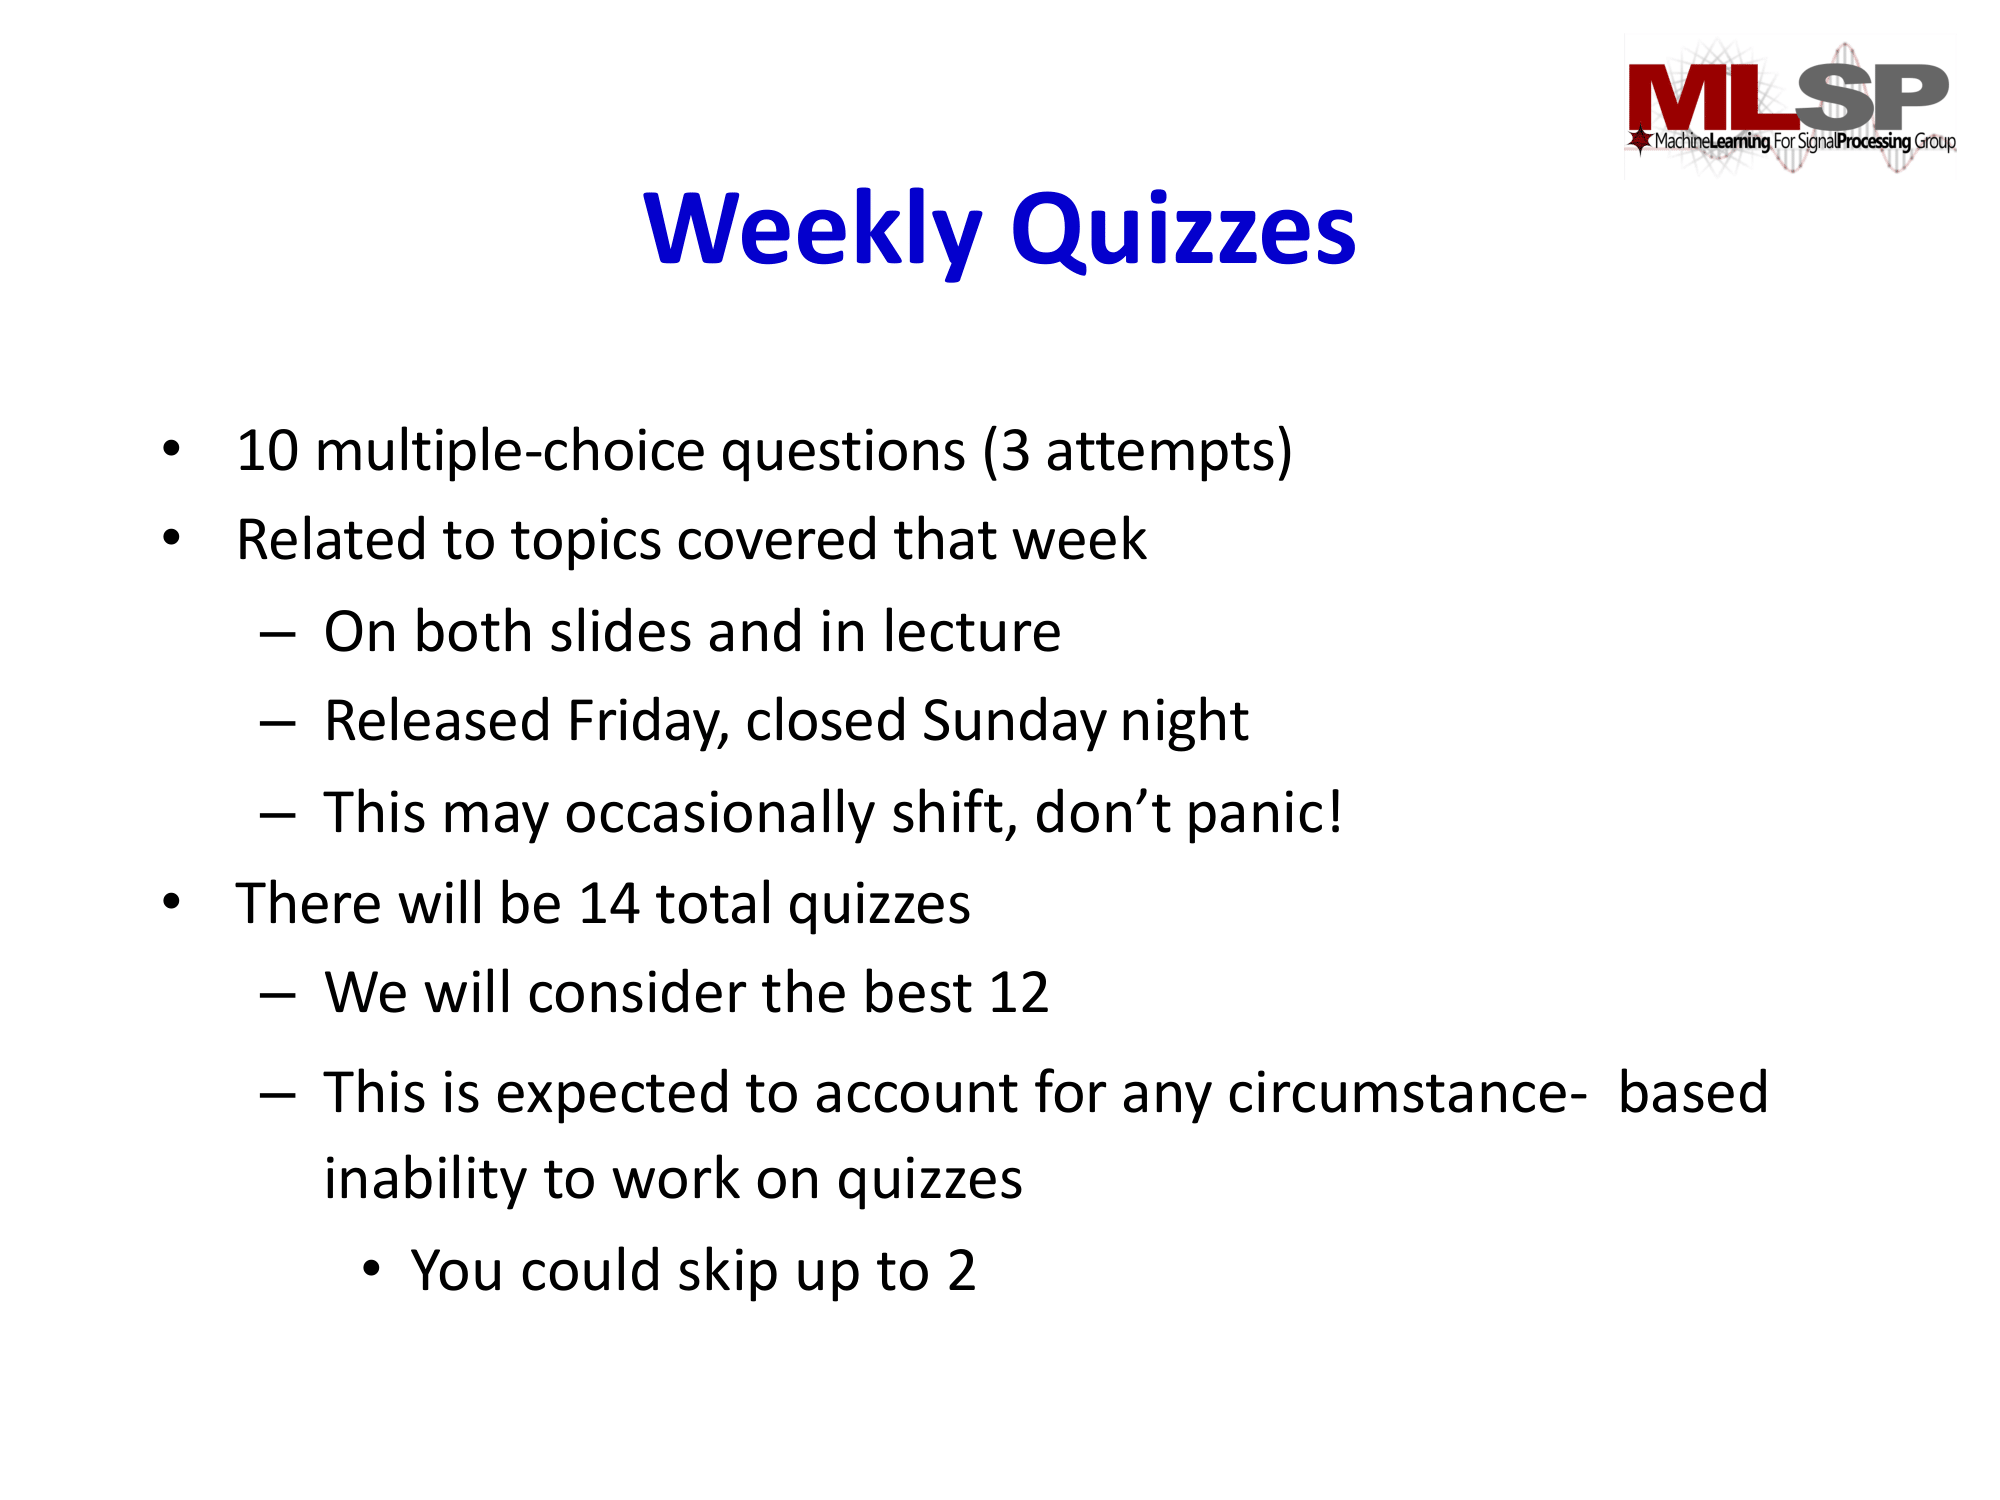 MLSP
MachineLearning For SignalProcessing Group
Weekly Quizzes
• 10 multiple-choice questions (3 attempts)
• Related to topics covered that week
– On both slides and in lecture
– Released Friday, closed Sunday night
– This may occasionally shift, don’t panic!
• There will be 14 total quizzes
– We will consider the best 12
– This is expected to account for any circumstance- based
inability to work on quizzes
• You could skip up to 2